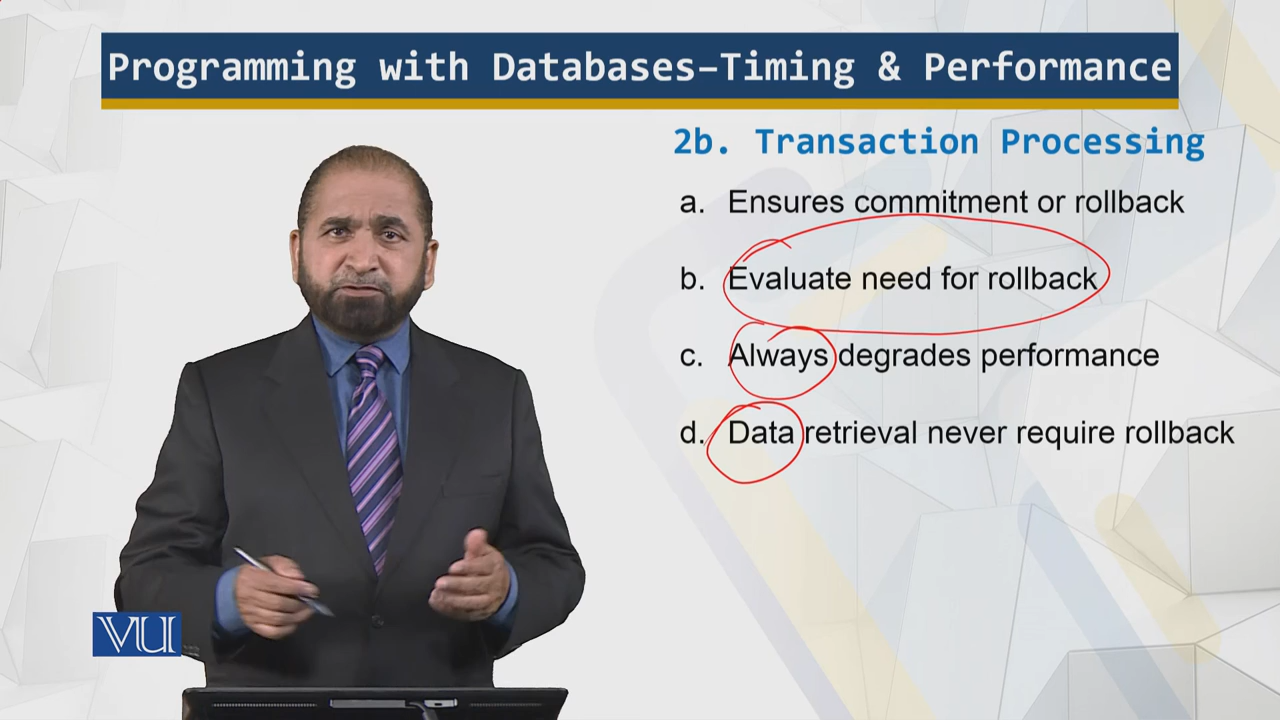 Programming with Databases–Timing & Performance
2b. Transaction Processing
a. Ensures commitment or rollback
b. Evaluate need for rollback
c. Always degrades performance
d. Data retrieval never require rollback
VU